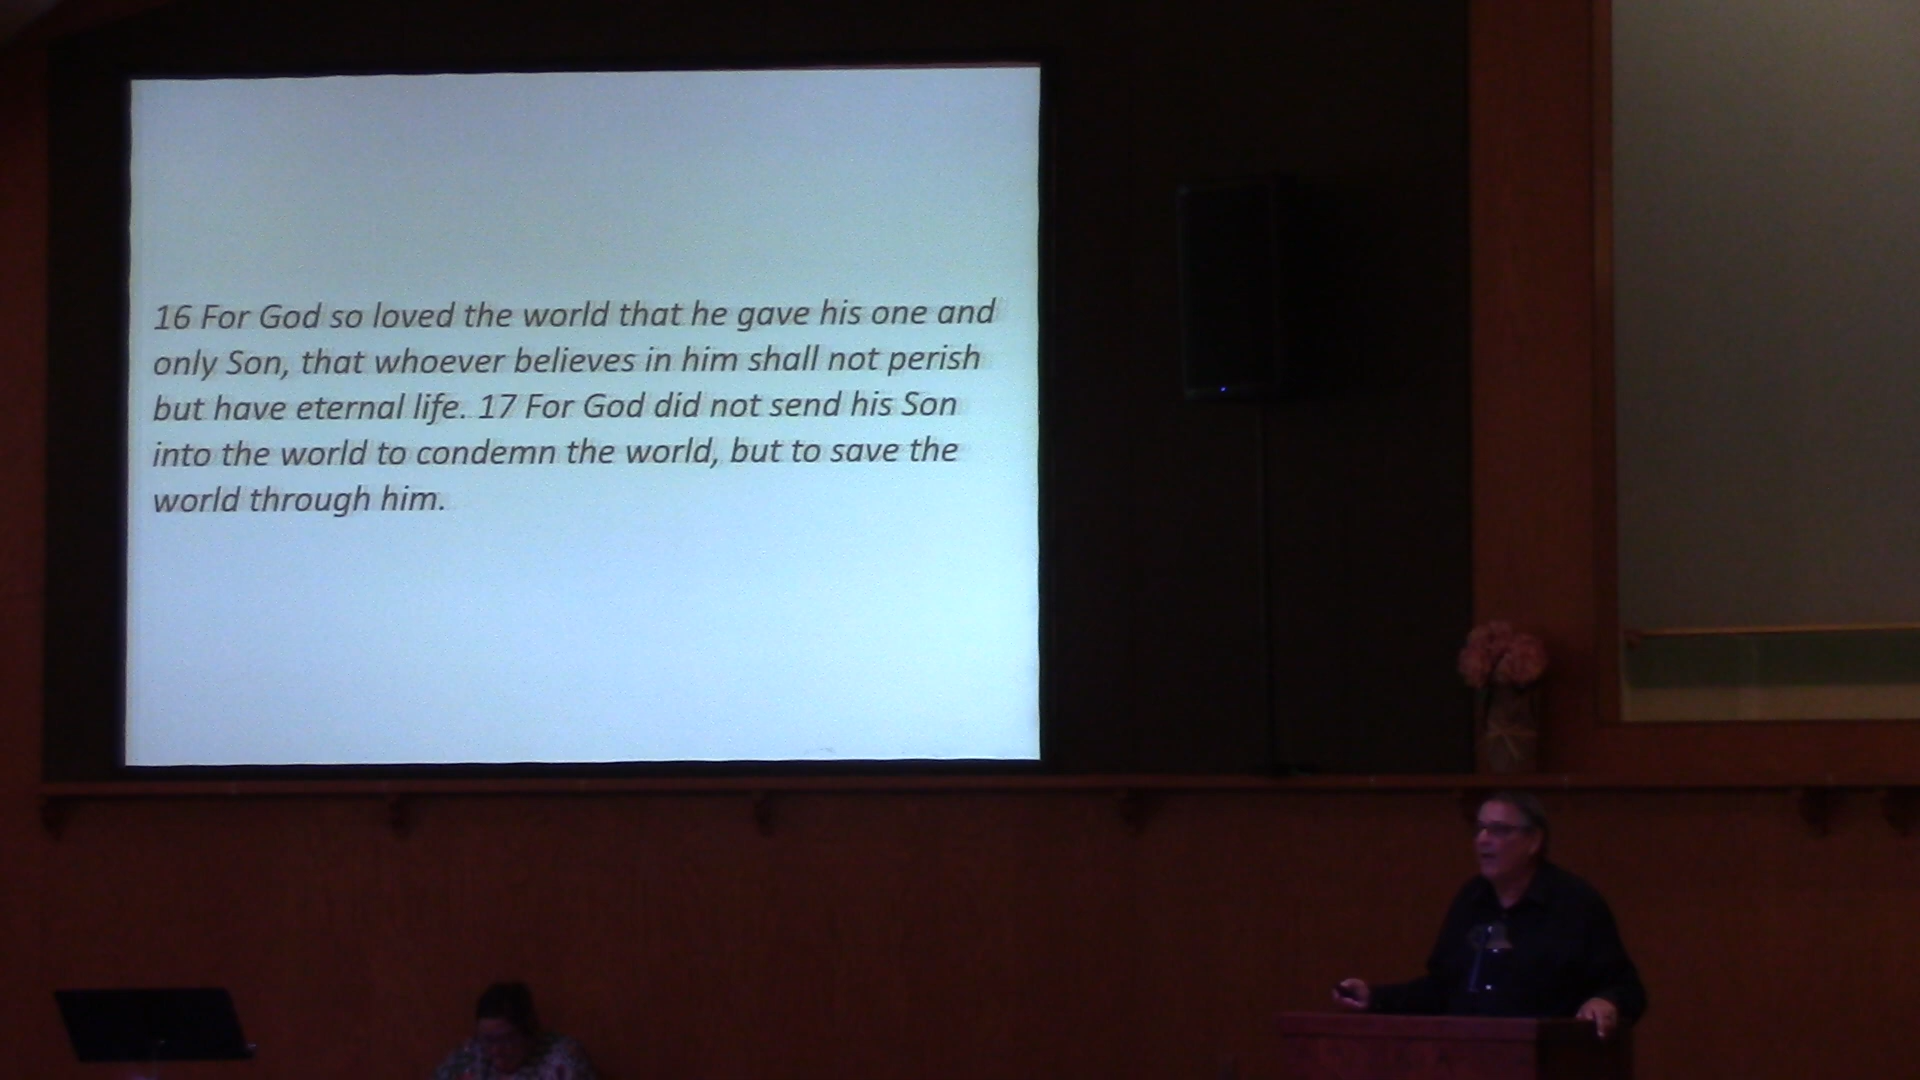 16 For God so loved the world that he gave his one and
only Son, that whoever believes in him shall not perish
but have eternal life. 17 For God did not send his Son
into the world to condemn the world, but to save the
world through him.